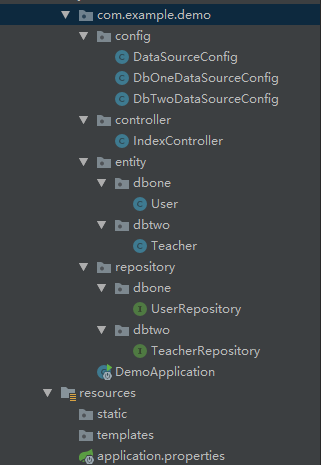 com.example.demo
config
DataSourceConfig
DbOneDataSourceConfig
DbTwoDataSourceConfig
controller
IndexController
entity
dbone
User
dbtwo
Teacher
repository
dbone
UserRepository
dbtwo
TeacherRepository
DemoApplication
resources
static
templates
application.properties